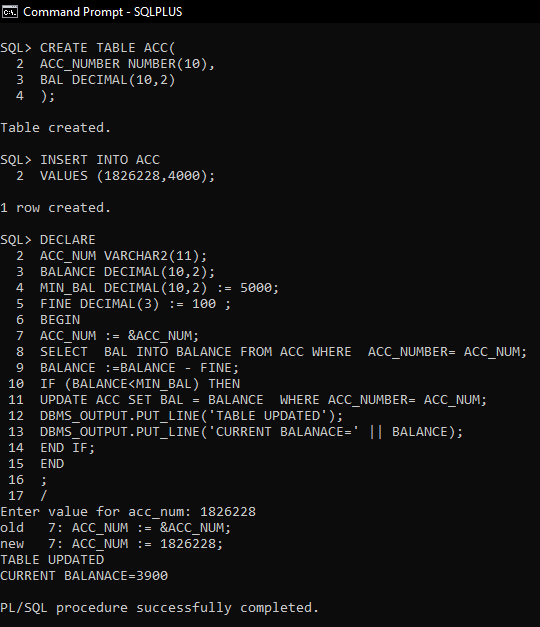 Command Prompt - SQLPLUS
SQL> CREATE TABLE ACC(
  2  ACC_NUMBER NUMBER(10),
  3  BAL DECIMAL(10,2)
  4  );
Table created.
SQL> INSERT INTO ACC
  2  VALUES (1826228,4000);
1 row created.
SQL> DECLARE
  2  ACC_NUM VARCHAR2(11);
  3  BALANCE DECIMAL(10,2);
  4  MIN_BAL DECIMAL(10,2) := 5000;
  5  FINE DECIMAL(3) := 100 ;
  6  BEGIN
  7  ACC_NUM := &ACC_NUM;
  8  SELECT  BAL INTO BALANCE FROM ACC WHERE  ACC_NUMBER= ACC_NUM;
  9  BALANCE :=BALANCE - FINE;
 10  IF (BALANCE<MIN_BAL) THEN
 11  UPDATE ACC SET BAL = BALANCE  WHERE ACC_NUMBER= ACC_NUM;
 12  DBMS_OUTPUT.PUT_LINE('TABLE UPDATED');
 13  DBMS_OUTPUT.PUT_LINE('CURRENT BALANACE=' || BALANCE);
 14  END IF;
 15  END
 16  ;
 17  /
Enter value for acc_num: 1826228
old   7: ACC_NUM := &ACC_NUM;
new   7: ACC_NUM := 1826228;
TABLE UPDATED
CURRENT BALANACE=3900
PL/SQL procedure successfully completed.